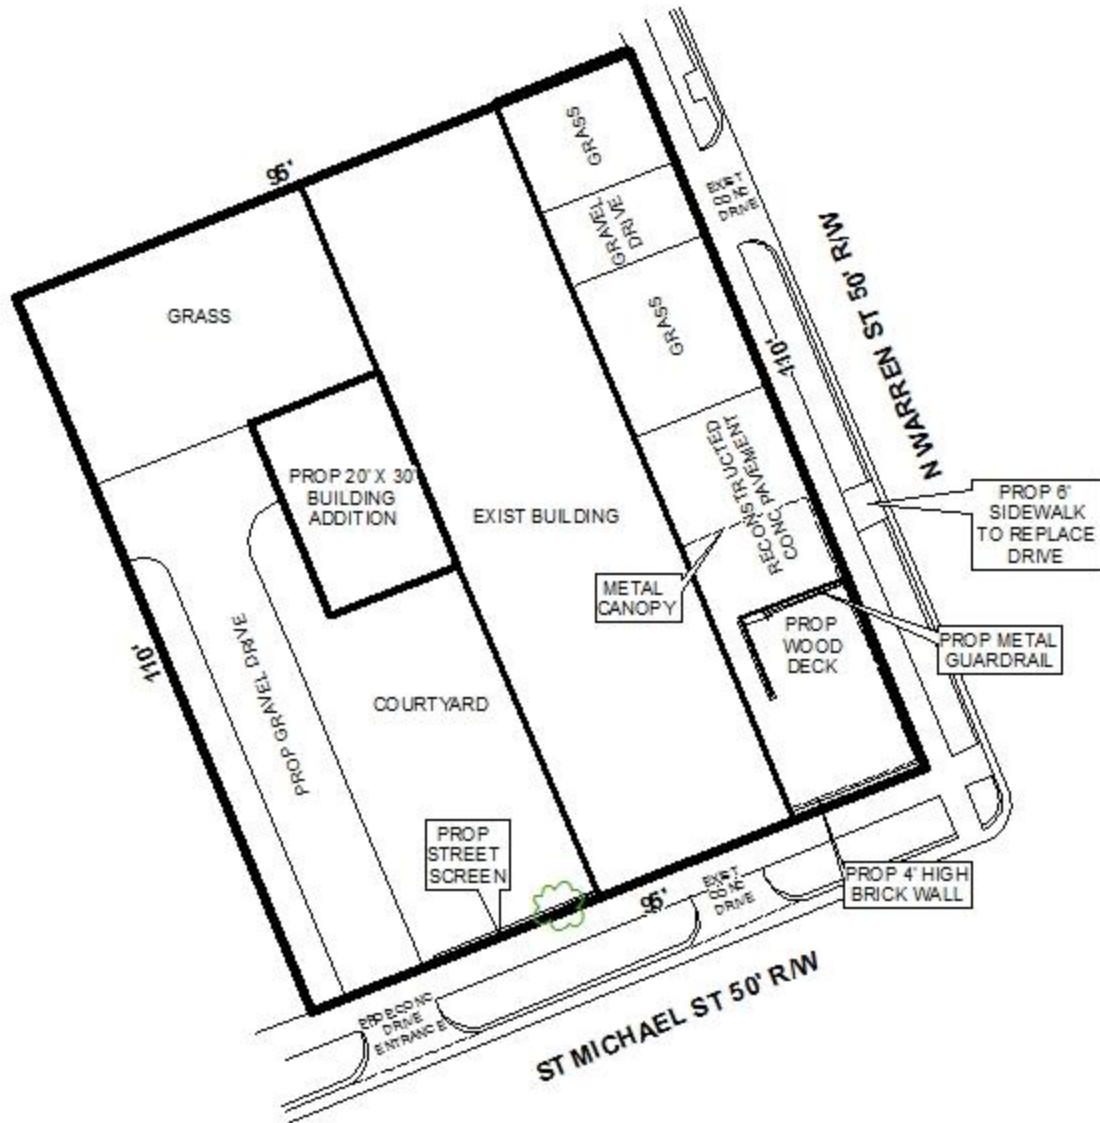 GRASS
GRAVEL
DRIVE
EXIST
CONC
DRIVE
N WARREN ST 50' R/W
GRASS
GRASS
110'
RECONSTRUCTED
CONC PAVEMENT
PROP 20' X 30'
BUILDING
ADDITION
EXIST BUILDING
PROP 6'
SIDEWALK
TO REPLACE
DRIVE
METAL
CANOPY
PROP
WOOD
DECK
PROP METAL
GUARDRAIL
110'
PROP GRAVEL DRIVE
COURTYARD
PROP
STREET
SCREEN
EXIST
CONC
DRIVE
PROP 4' HIGH
BRICK WALL
PROP CONC
DRIVE
ENTRANCE
ST MICHAEL ST 50' R/W